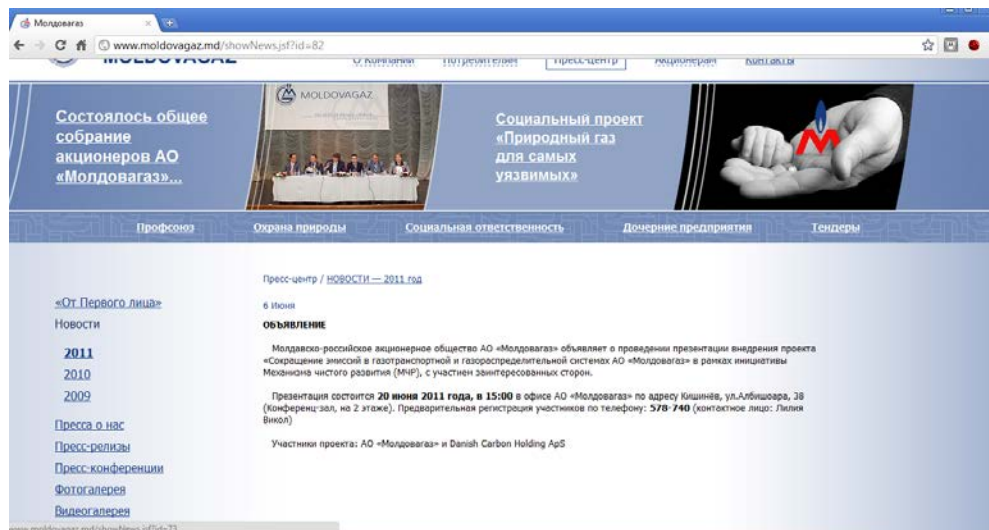 Молдовагаз
www.moldovagaz.md/showNews.jsf?id=82
MOLDOVAGAZ
О Компании Потребителям Пресс-центр Акционерам Контакты
Состоялось общее
собрание
акционеров АО
«Молдовагаз»...
MOLDOVAGAZ
Социальный проект
«Природный газ
для самых
уязвимых»
Профсоюз Охрана природы Социальная ответственность Дочерние предприятия Тендеры
Пресс-центр / НОВОСТИ — 2011 год
«От Первого лица»
Новости
2011
2010
2009
Пресса о нас
Пресс-релизы
Пресс-конференции
Фотогалерея
Видеогалерея
6 Июня
ОБЪЯВЛЕНИЕ
Молдавско-российское акционерное общество АО «Молдовагаз» объявляет о проведении презентации внедрения проекта
«Сокращение эмиссий в газотранспортной и газораспределительной системах АО «Молдовагаз» в рамках инициативы
Механизма чистого развития (МЧР), с участием заинтересованных сторон.
Презентация состоится 20 июня 2011 года, в 15:00 в офисе АО «Молдовагаз» по адресу Кишинёв, ул.Албишоара, 38
(Конференц-зал, на 2 этаже). Предварительная регистрация участников по телефону: 578-740 (контактное лицо: Лилия
Викол)
Участники проекта: АО «Молдовагаз» и Danish Carbon Holding ApS